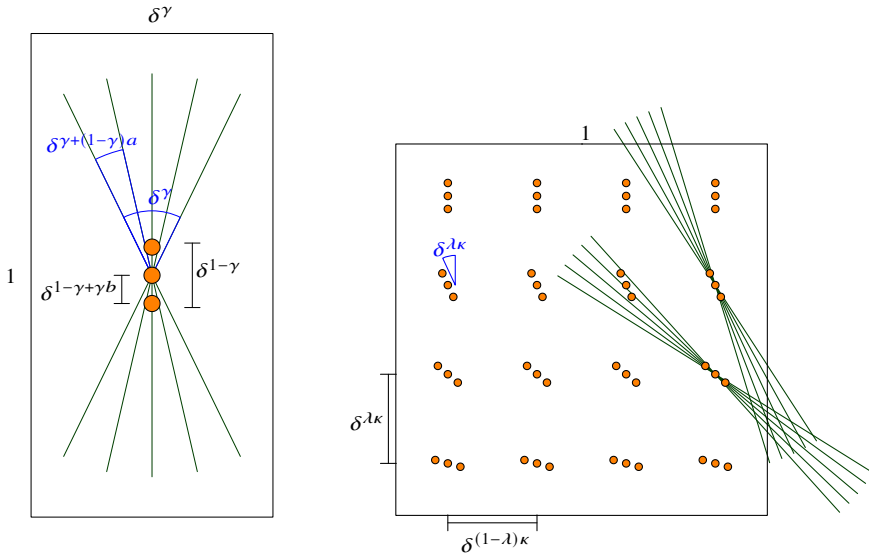 δ^γ
δ^{γ+(1−γ)a}
δ^γ
δ^{1−γ}
1
δ^{1−γ+γb}
1
δ^{λκ}
δ^{λκ}
δ^{(1−λ)κ}